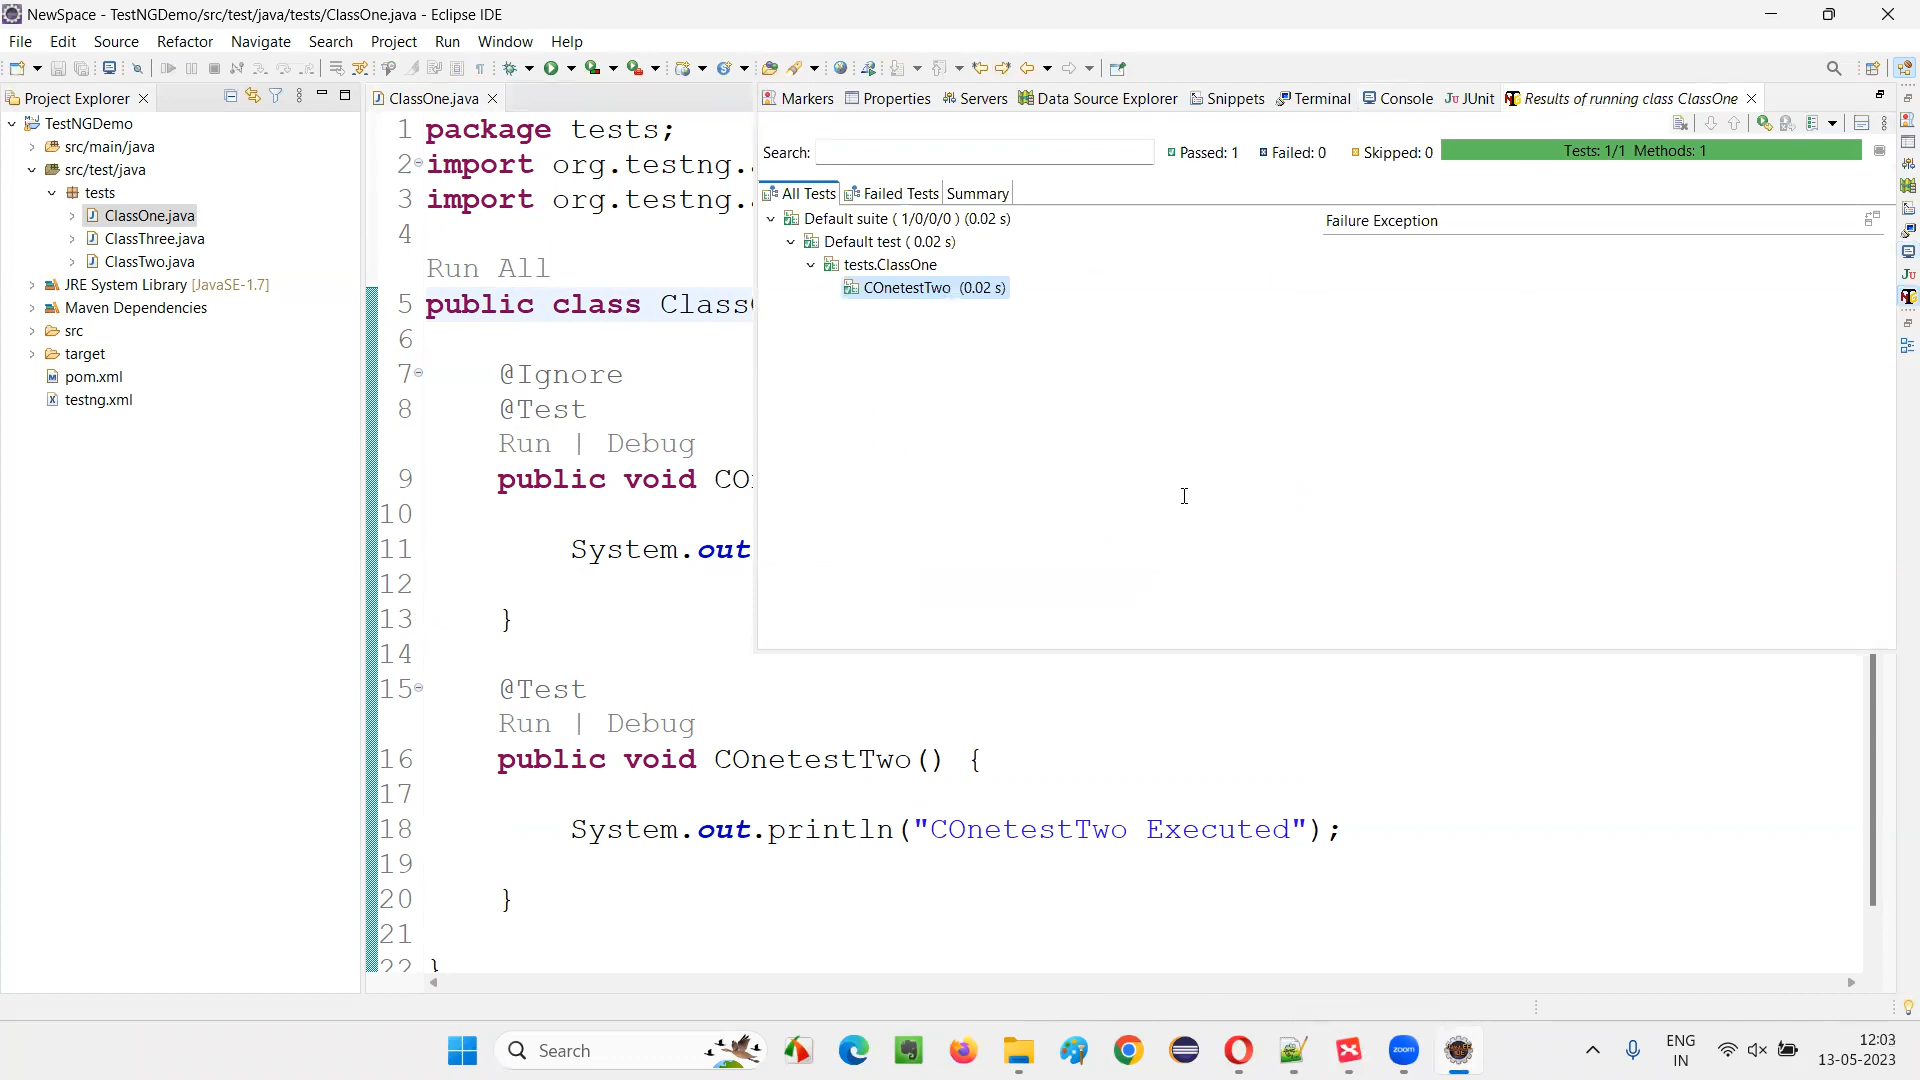 NewSpace - TestNGDemo/src/test/java/tests/ClassOne.java - Eclipse IDE
File Edit Source Refactor Navigate Search Project Run Window Help
Project Explorer
TestNGDemo
src/main/java
src/test/java
tests
ClassOne.java
ClassThree.java
ClassTwo.java
JRE System Library [JavaSE-1.7]
Maven Dependencies
src
target
pom.xml
testng.xml
ClassOne.java
1 package tests;
2 import org.testng.
3 import org.testng.
4
Run All
5 public class Class
6
7 @Ignore
8 @Test
Run | Debug
9 public void CO
10
11 System.out
12
13 }
14
15 @Test
Run | Debug
16 public void COnetestTwo() {
17
18 System.out.println("COnetestTwo Executed");
19
20 }
21
22 }
Markers Properties Servers Data Source Explorer Snippets Terminal Console JUnit Results of running class ClassOne
Search: Passed: 1 Failed: 0 Skipped: 0 Tests: 1/1 Methods: 1
All Tests Failed Tests Summary
Default suite ( 1/0/0/0 ) (0.02 s)
Default test ( 0.02 s)
tests.ClassOne
COnetestTwo (0.02 s)
Failure Exception
Search
zoom
ENG
IN
12:03
13-05-2023